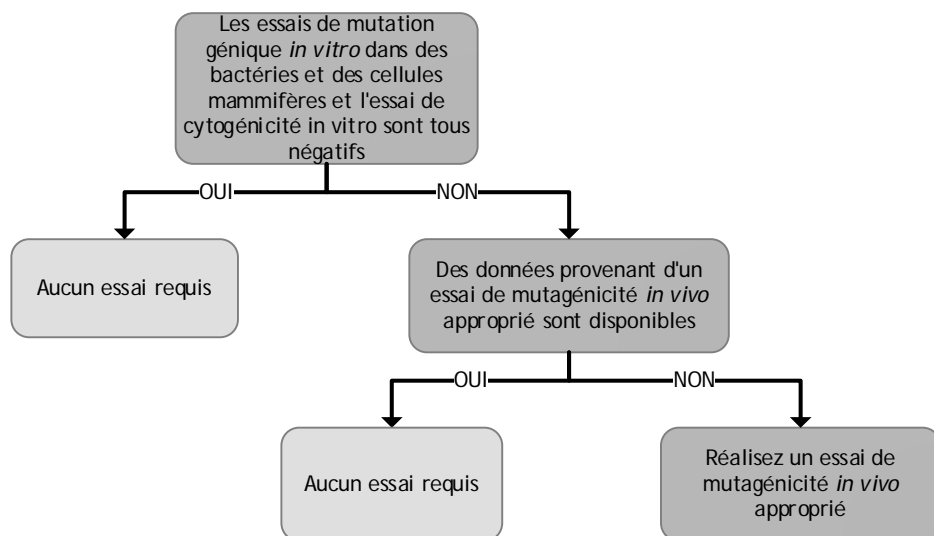 Les essais de mutation
génique in vitro dans des
bactéries et des cellules
mammifères et l'essai de
cytogénicité in vitro sont tous
négatifs
OUI
NON
Aucun essai requis
Des données provenant d'un
essai de mutagénicité in vivo
approprié sont disponibles
OUI
NON
Aucun essai requis
Réalisez un essai de
mutagénicité in vivo
approprié